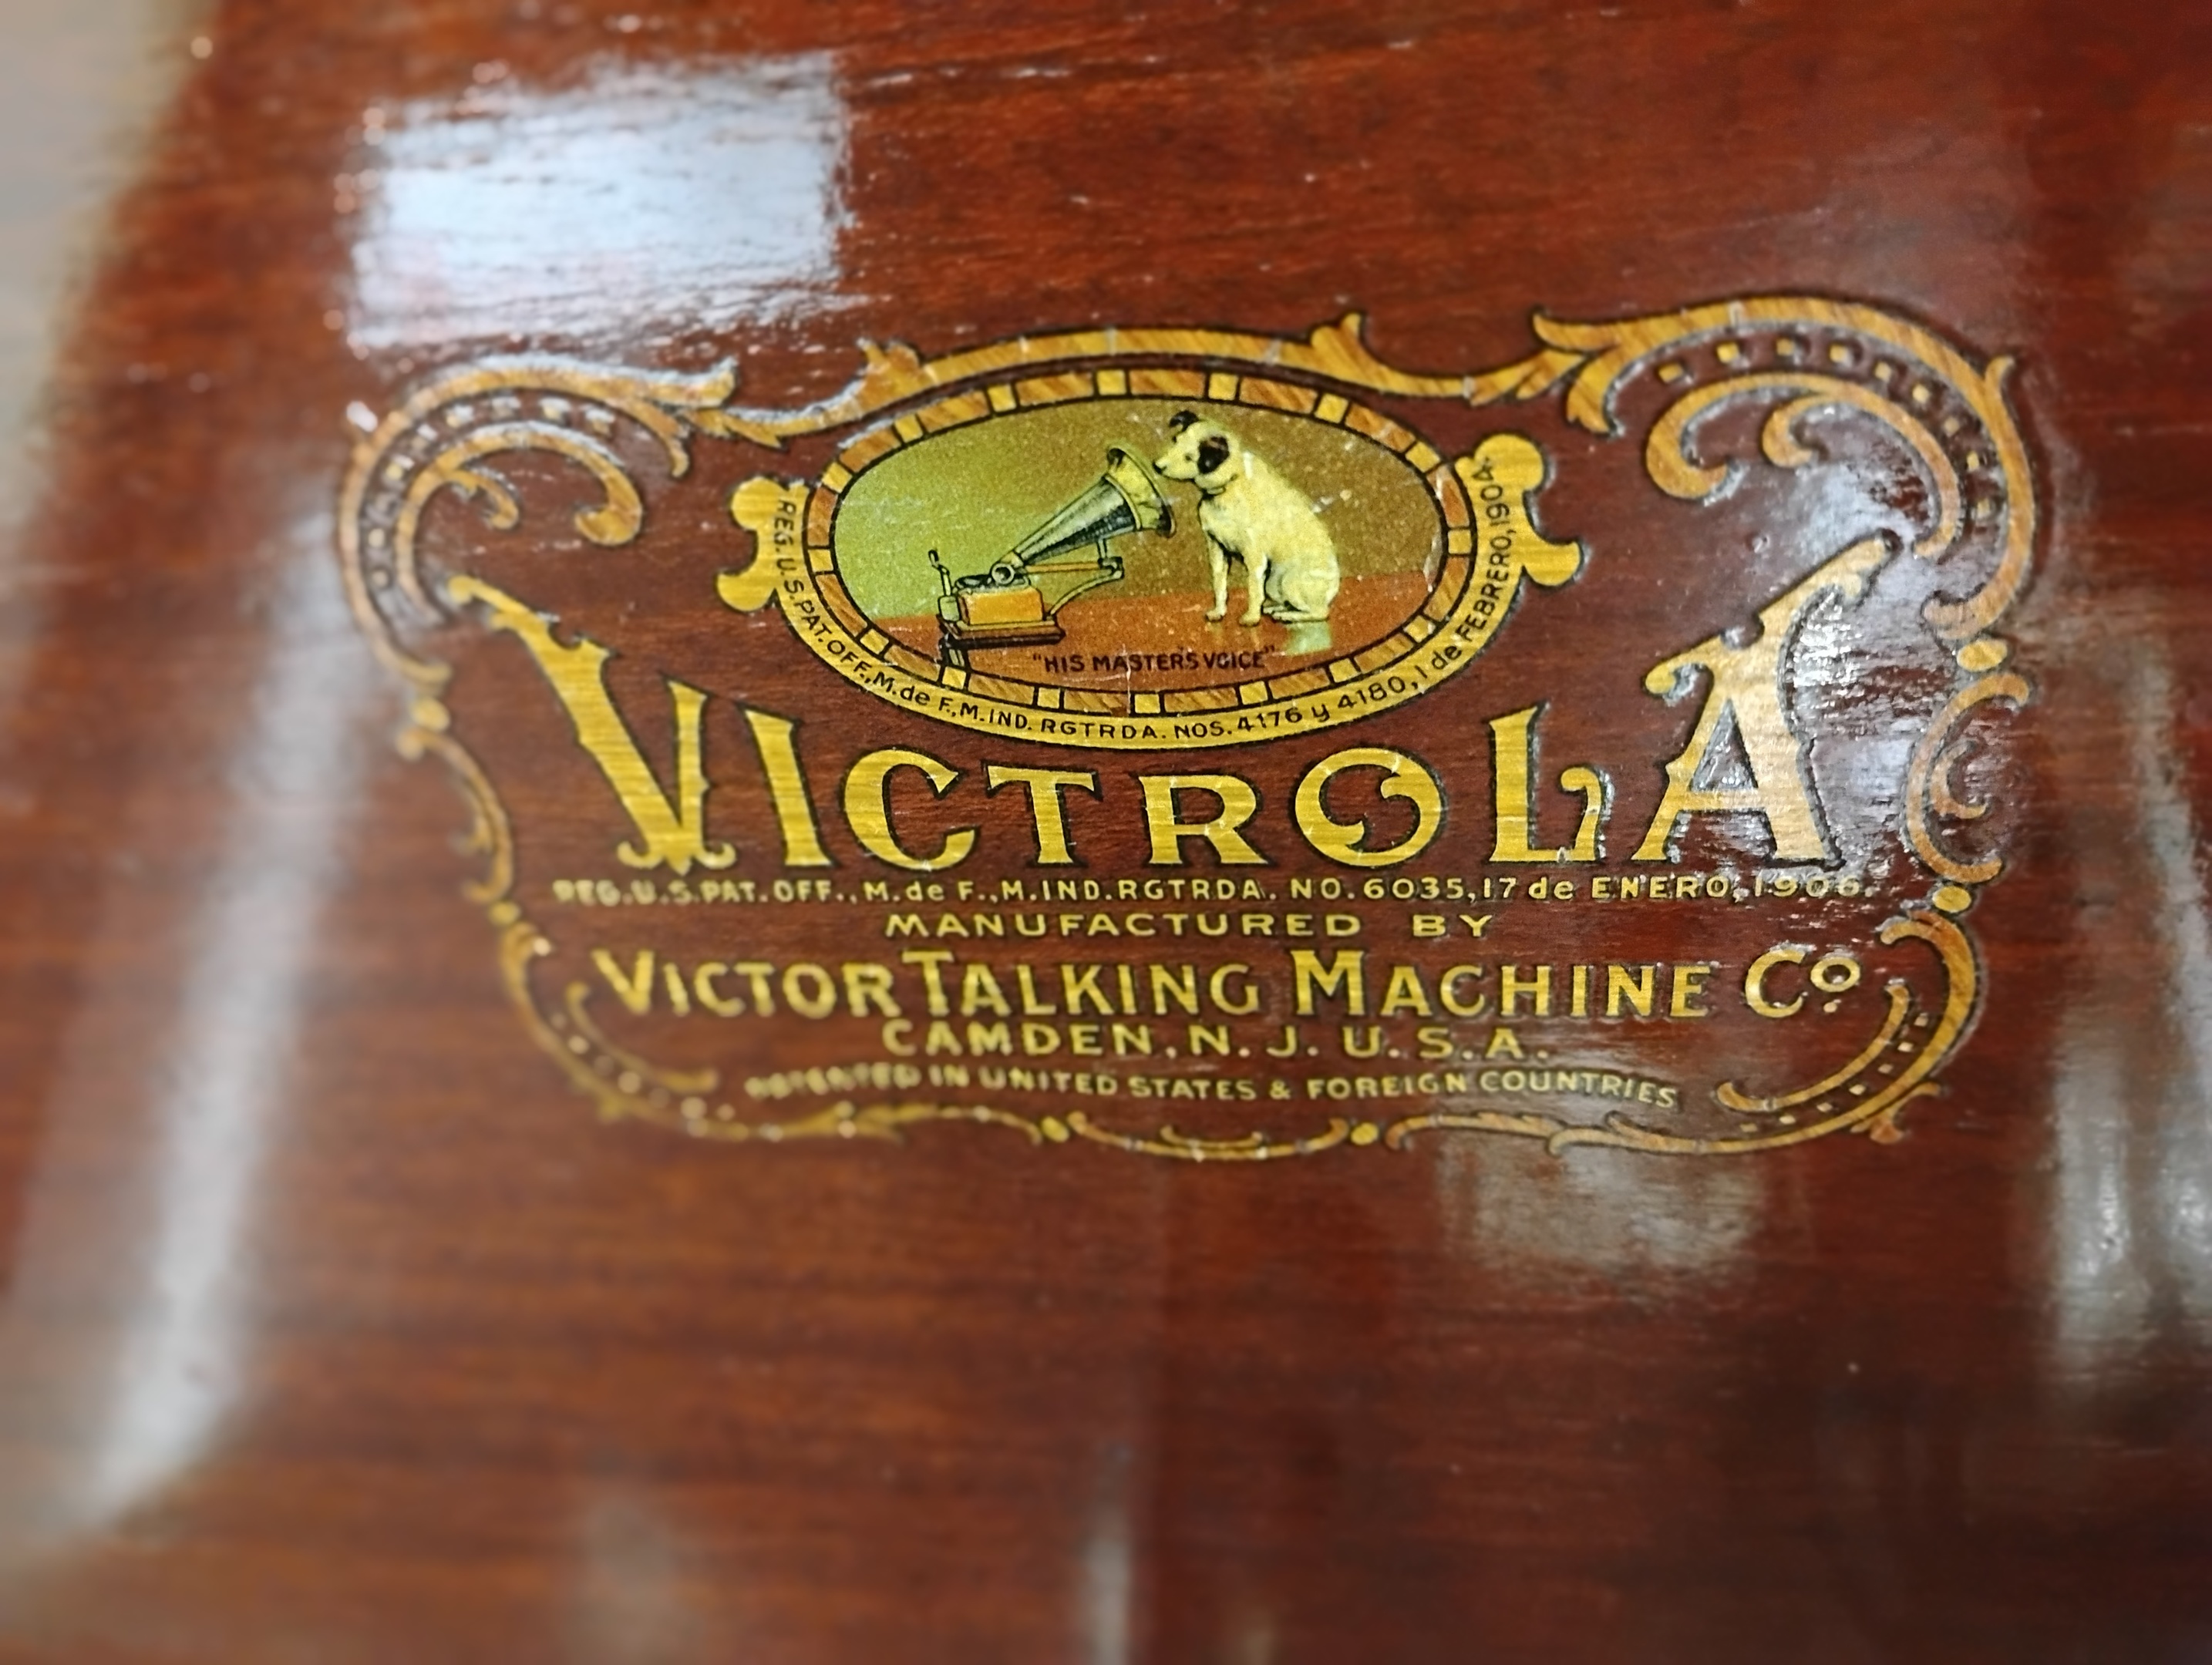 "HIS MASTER'S VOICE"
REG. U.S. PAT. OFF., M. de F., M. IND. RGTRDA. NOS. 4176 y 4180, 1 de FEBRERO, 1904.
VICTROLA
REG. U.S. PAT. OFF., M. de F., M. IND. RGTRDA. NO. 6035, 17 de ENERO, 1906.
MANUFACTURED BY
VICTOR TALKING MACHINE Co.
CAMDEN, N. J. U. S. A.
PATENTED IN UNITED STATES & FOREIGN COUNTRIES